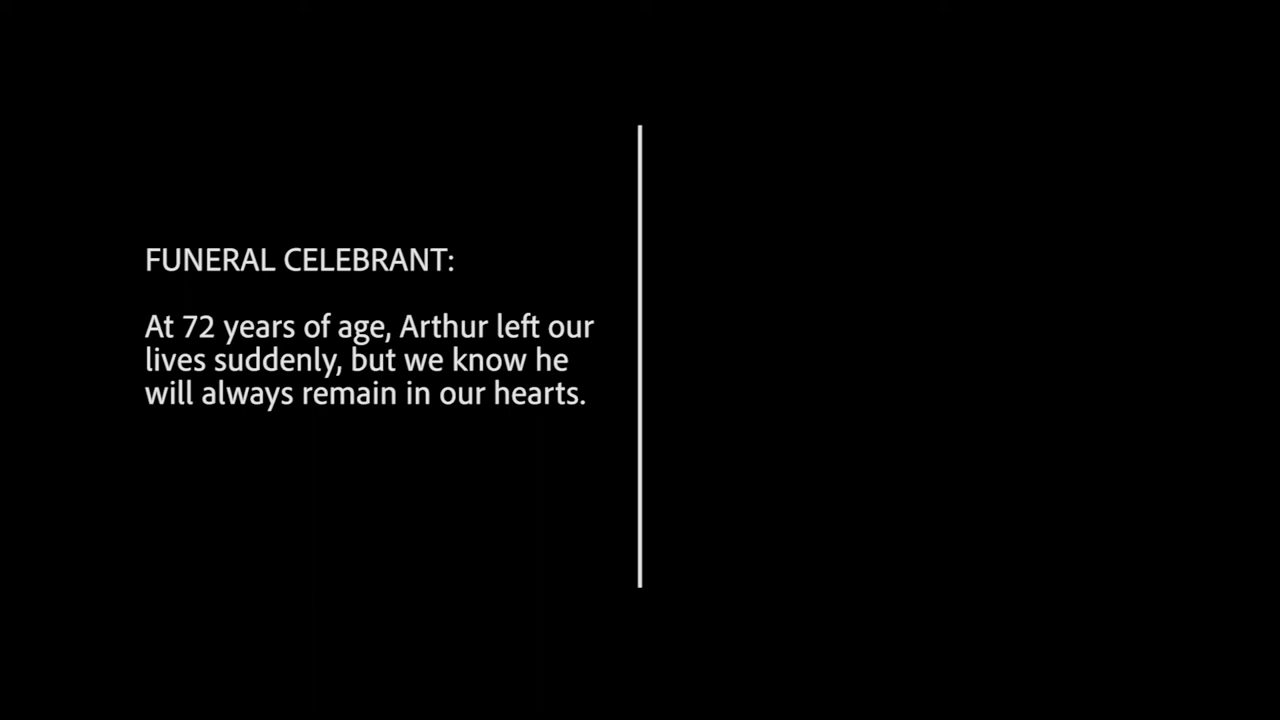 FUNERAL CELEBRANT:
At 72 years of age, Arthur left our
lives suddenly, but we know he
will always remain in our hearts.